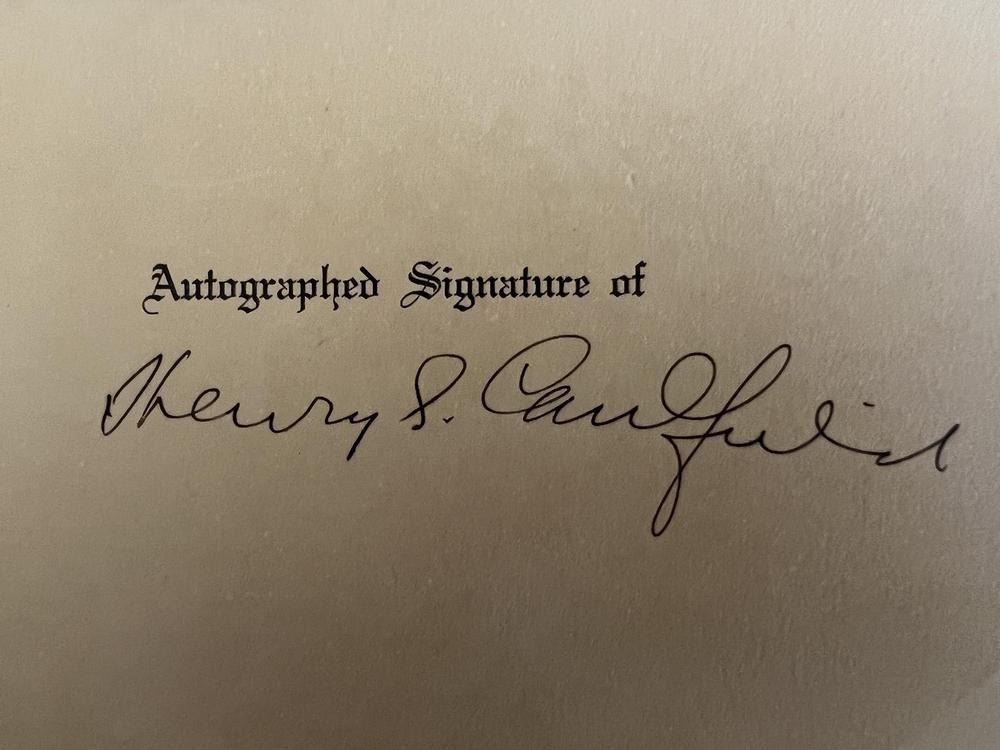 Autographed Signature of
Henry S. Caulfield